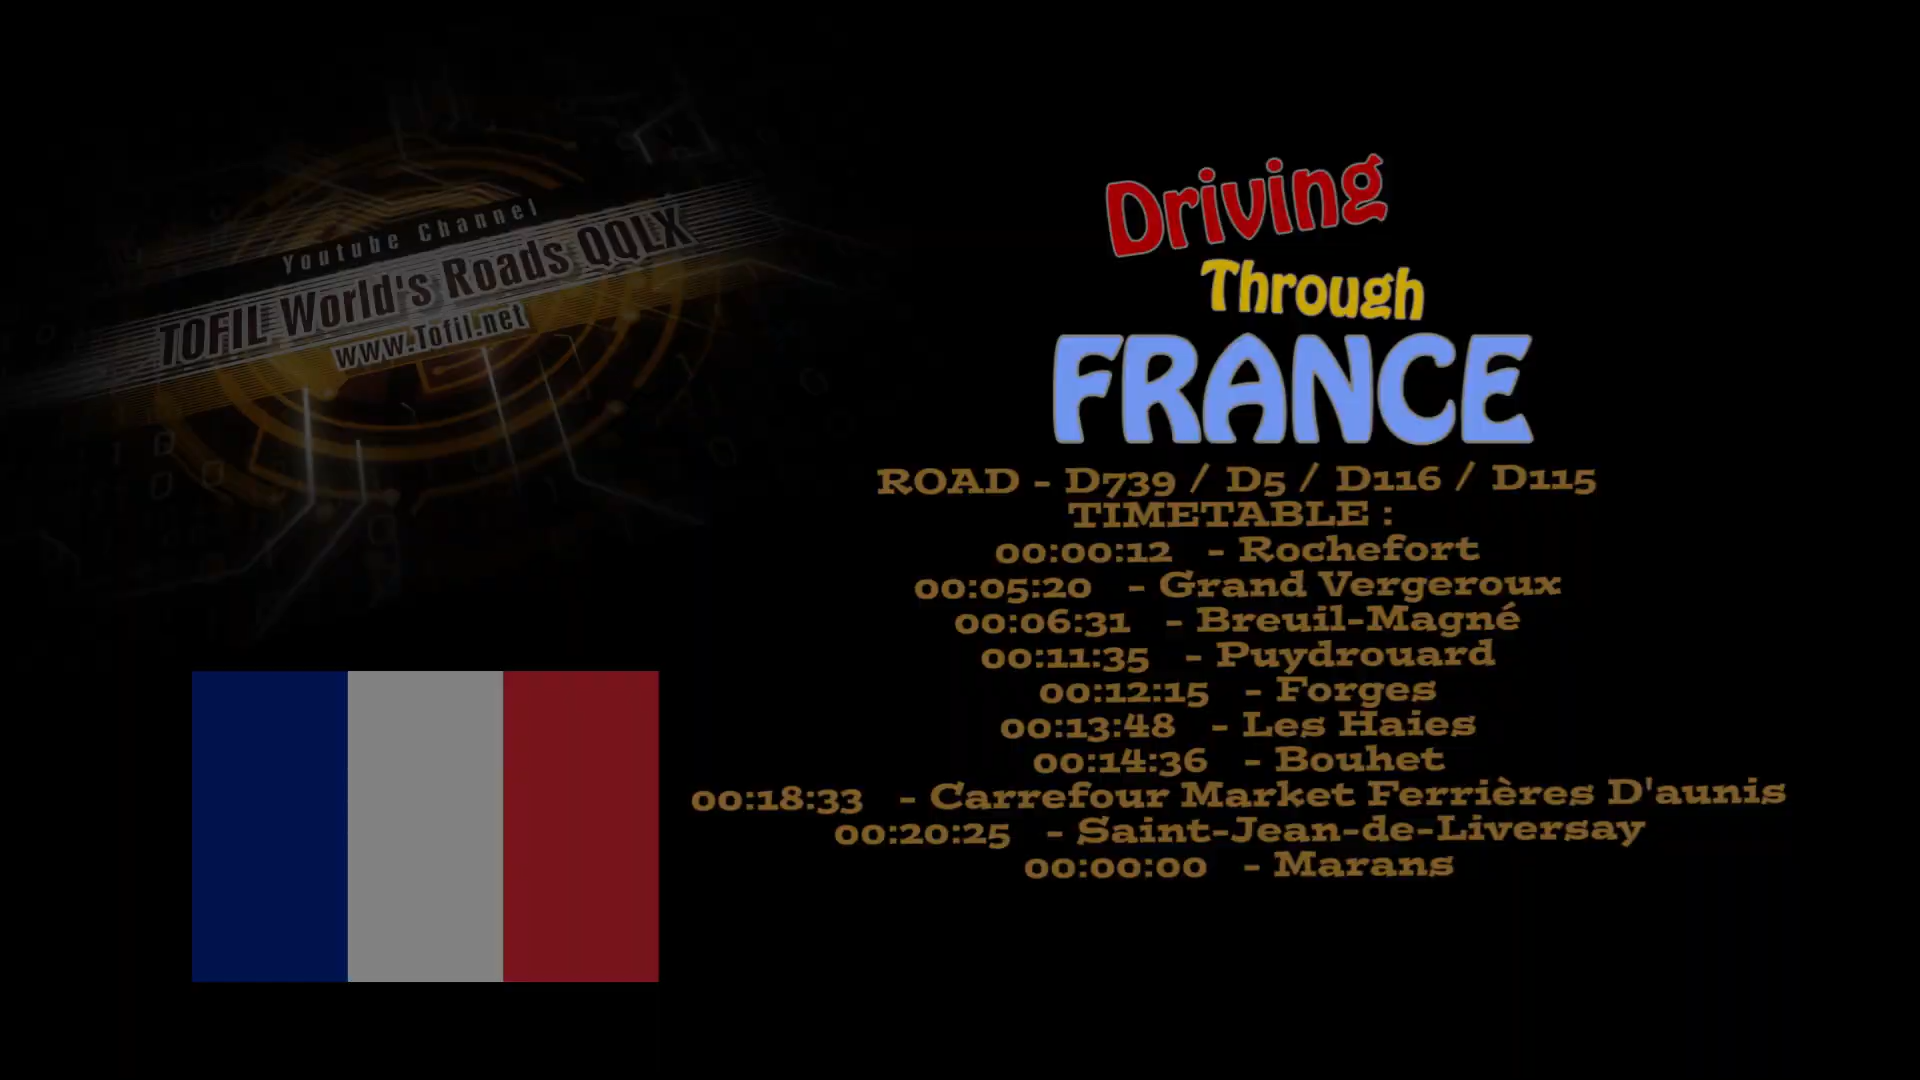 Youtube Channel
TOFIL World's Roads QQLX
www.Tofil.net
Driving
Through
FRANCE
ROAD - D739 / D5 / D116 / D115
TIMETABLE :
00:00:12 - Rochefort
00:05:20 - Grand Vergeroux
00:06:31 - Breuil-Magné
00:11:35 - Puydrouard
00:12:15 - Forges
00:13:48 - Les Haies
00:14:36 - Bouhet
00:18:33 - Carrefour Market Ferrières D'aunis
00:20:25 - Saint-Jean-de-Liversay
00:00:00 - Marans